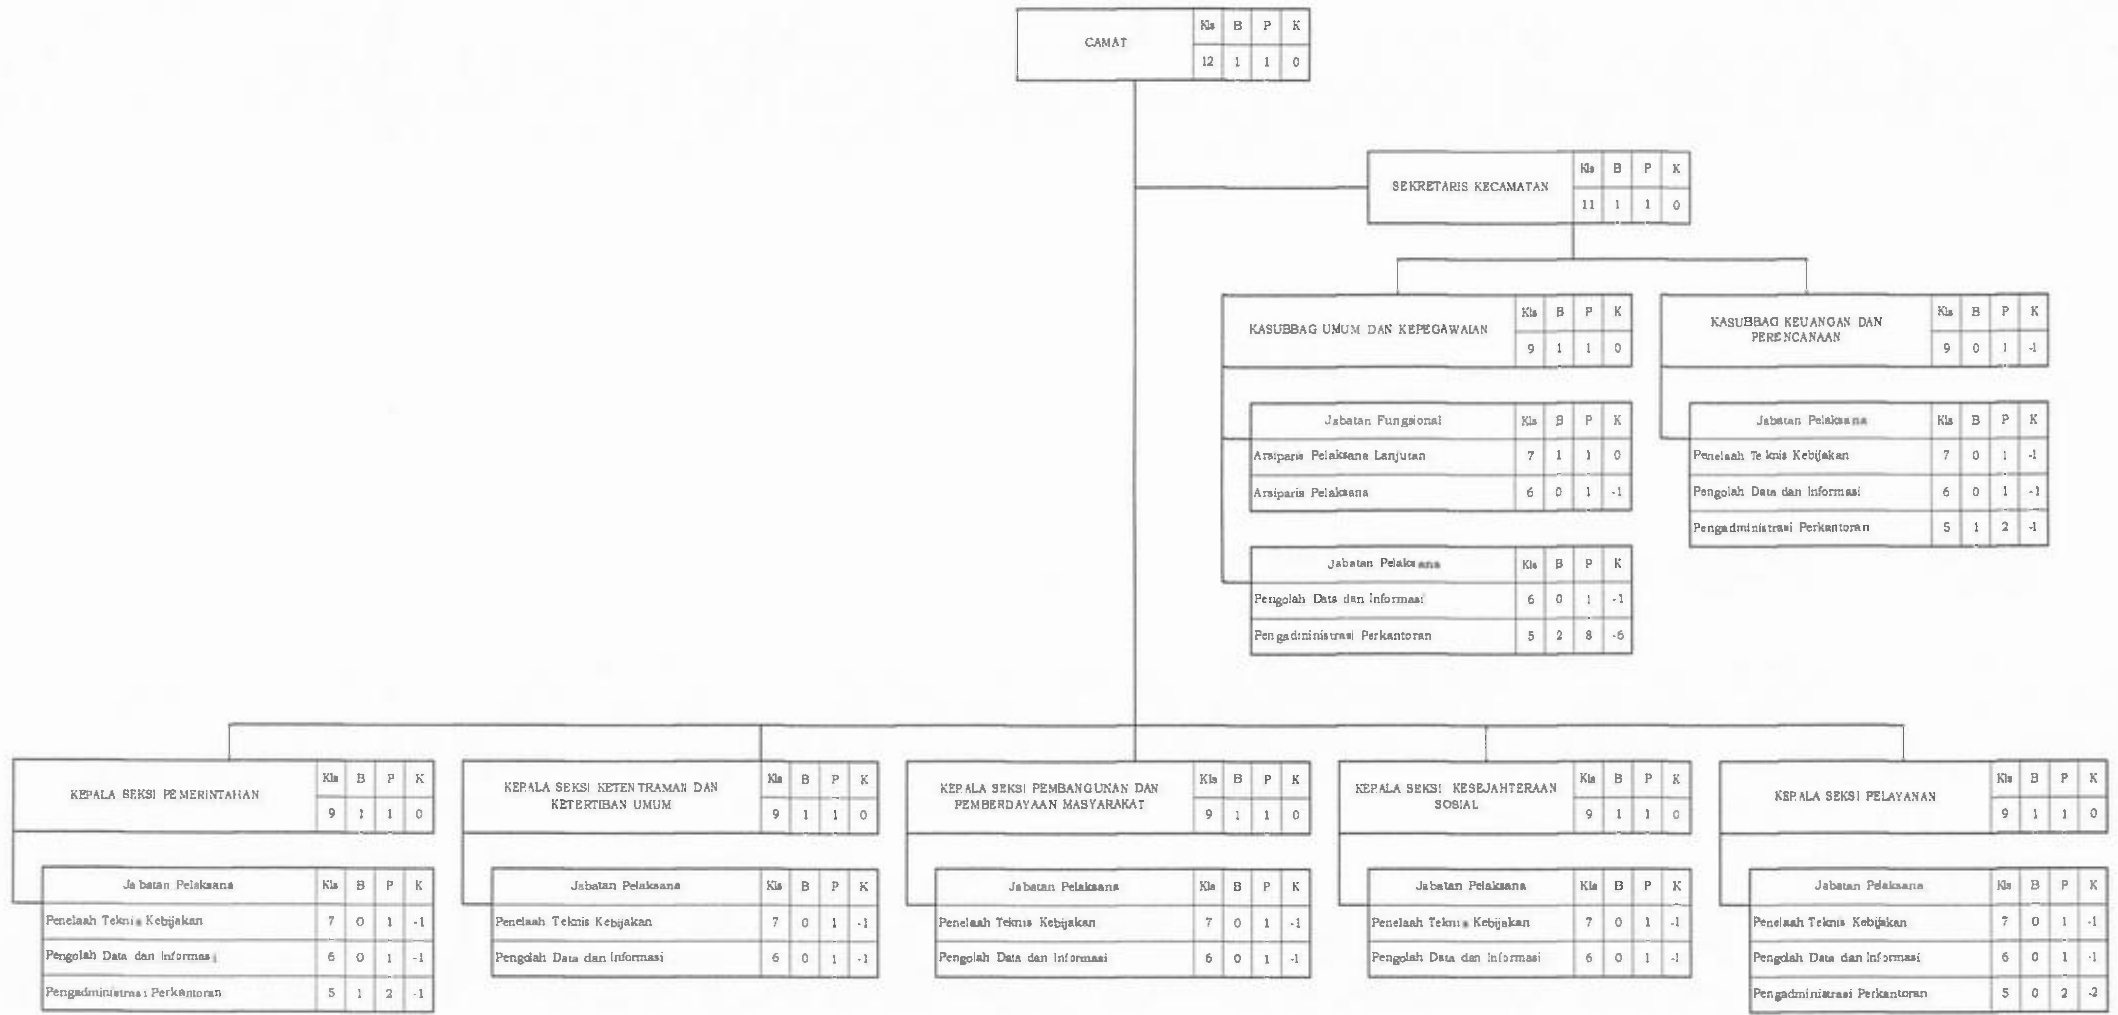 CAMAT Kls B P K
12 1 1 0
SEKRETARIS KECAMATAN Kls B P K
11 1 1 0
KASUBBAG UMUM DAN KEPEGAWAIAN Kls B P K
9 1 1 0
Jabatan Fungsional Kls B P K
Arsiparis Pelaksana Lanjutan 7 1 1 0
Arsiparis Pelaksana 6 0 1 -1
Jabatan Pelaksana Kls B P K
Pengolah Data dan Informasi 6 0 1 -1
Pengadministrasi Perkantoran 5 2 8 -6
KASUBBAG KEUANGAN DAN
PERENCANAAN
Kls B P K
9 0 1 -1
Jabatan Pelaksana Kls B P K
Penelaah Teknis Kebijakan 7 0 1 -1
Pengolah Data dan Informasi 6 0 1 -1
Pengadministrasi Perkantoran 5 1 2 -1
KEPALA SEKSI PEMERINTAHAN Kls B P K
9 1 1 0
Jabatan Pelaksana Kls B P K
Penelaah Teknis Kebijakan 7 0 1 -1
Pengolah Data dan Informasi 6 0 1 -1
Pengadministrasi Perkantoran 5 1 2 -1
KEPALA SEKSI KETENTRAMAN DAN
KETERTIBAN UMUM
Kls B P K
9 1 1 0
Jabatan Pelaksana Kls B P K
Penelaah Teknis Kebijakan 7 0 1 -1
Pengolah Data dan Informasi 6 0 1 -1
KEPALA SEKSI PEMBANGUNAN DAN
PEMBERDAYAAN MASYARAKAT
Kls B P K
9 1 1 0
Jabatan Pelaksana Kls B P K
Penelaah Teknis Kebijakan 7 0 1 -1
Pengolah Data dan Informasi 6 0 1 -1
KEPALA SEKSI KESEJAHTERAAN
SOSIAL
Kls B P K
9 1 1 0
Jabatan Pelaksana Kls B P K
Penelaah Teknis Kebijakan 7 0 1 -1
Pengolah Data dan Informasi 6 0 1 -1
KEPALA SEKSI PELAYANAN Kls B P K
9 1 1 0
Jabatan Pelaksana Kls B P K
Penelaah Teknis Kebijakan 7 0 1 -1
Pengolah Data dan Informasi 6 0 1 -1
Pengadministrasi Perkantoran 5 0 2 -2